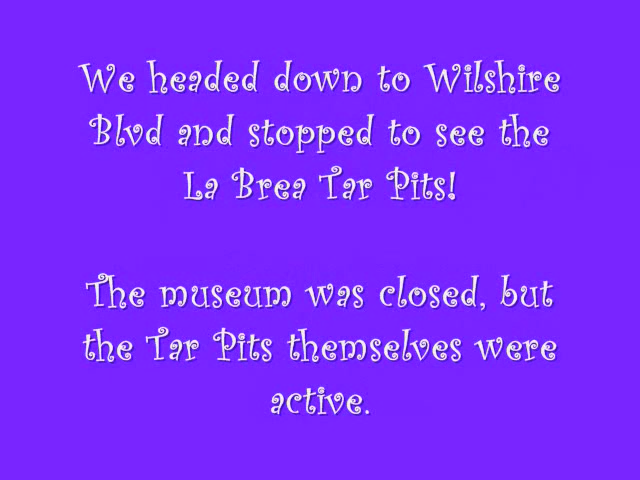 We headed down to Wilshire
Blvd and stopped to see the
La Brea Tar Pits!
The museum was closed, but
the Tar Pits themselves were
active.